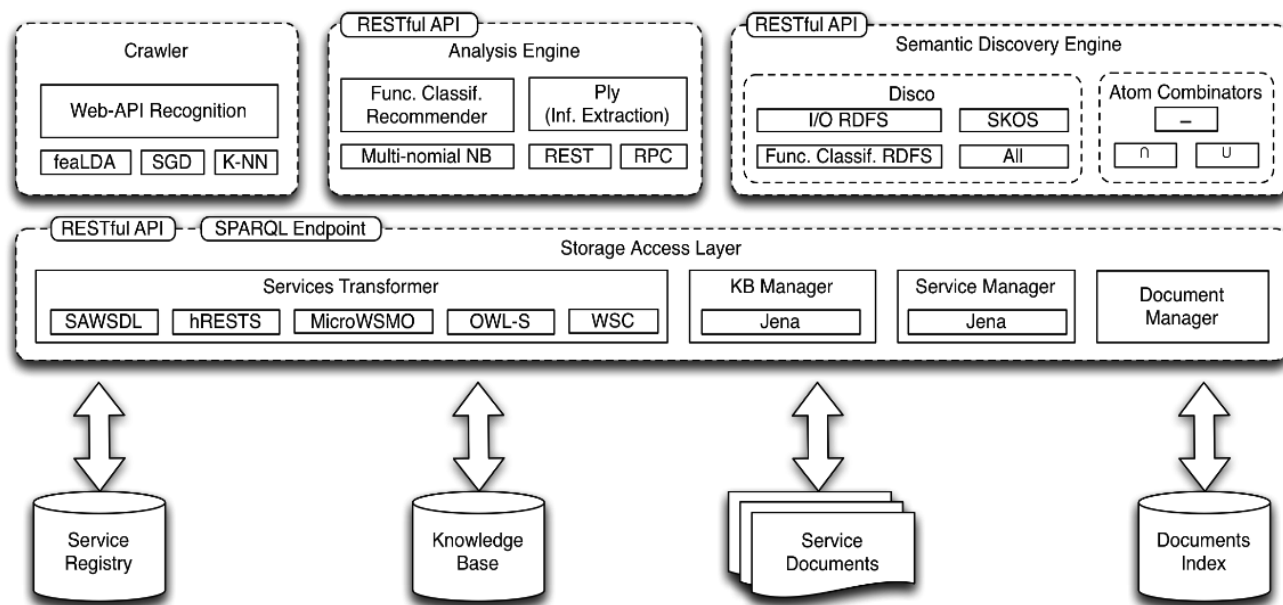 Crawler
Web-API Recognition
feaLDA
SGD
K-NN
RESTful API
Analysis Engine
Func. Classif.
Recommender
Multi-nomial NB
Ply
(Inf. Extraction)
REST
RPC
RESTful API
Semantic Discovery Engine
Disco
I/O RDFS
SKOS
Func. Classif. RDFS
All
Atom Combinators
–
∩
∪
RESTful API
SPARQL Endpoint
Storage Access Layer
Services Transformer
SAWSDL
hRESTS
MicroWSMO
OWL-S
WSC
KB Manager
Jena
Service Manager
Jena
Document
Manager
Service
Registry
Knowledge
Base
Service
Documents
Documents
Index